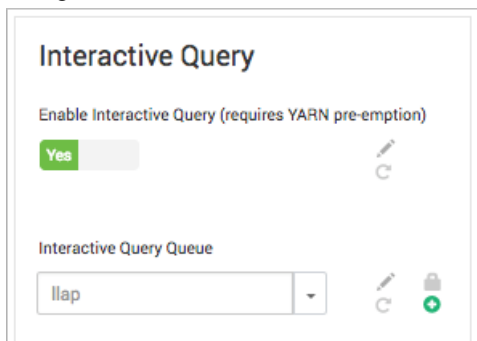 Interactive Query
Enable Interactive Query (requires YARN pre-emption)
Yes
Interactive Query Queue
llap